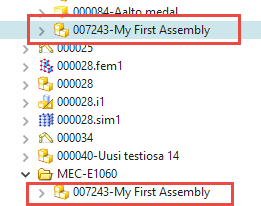 000084-Aalto medal
007243-My First Assembly
000025
000028.fem1
000028
000028.i1
000028.sim1
000034
000040-Uusi testiosa 14
MEC-E1060
007243-My First Assembly